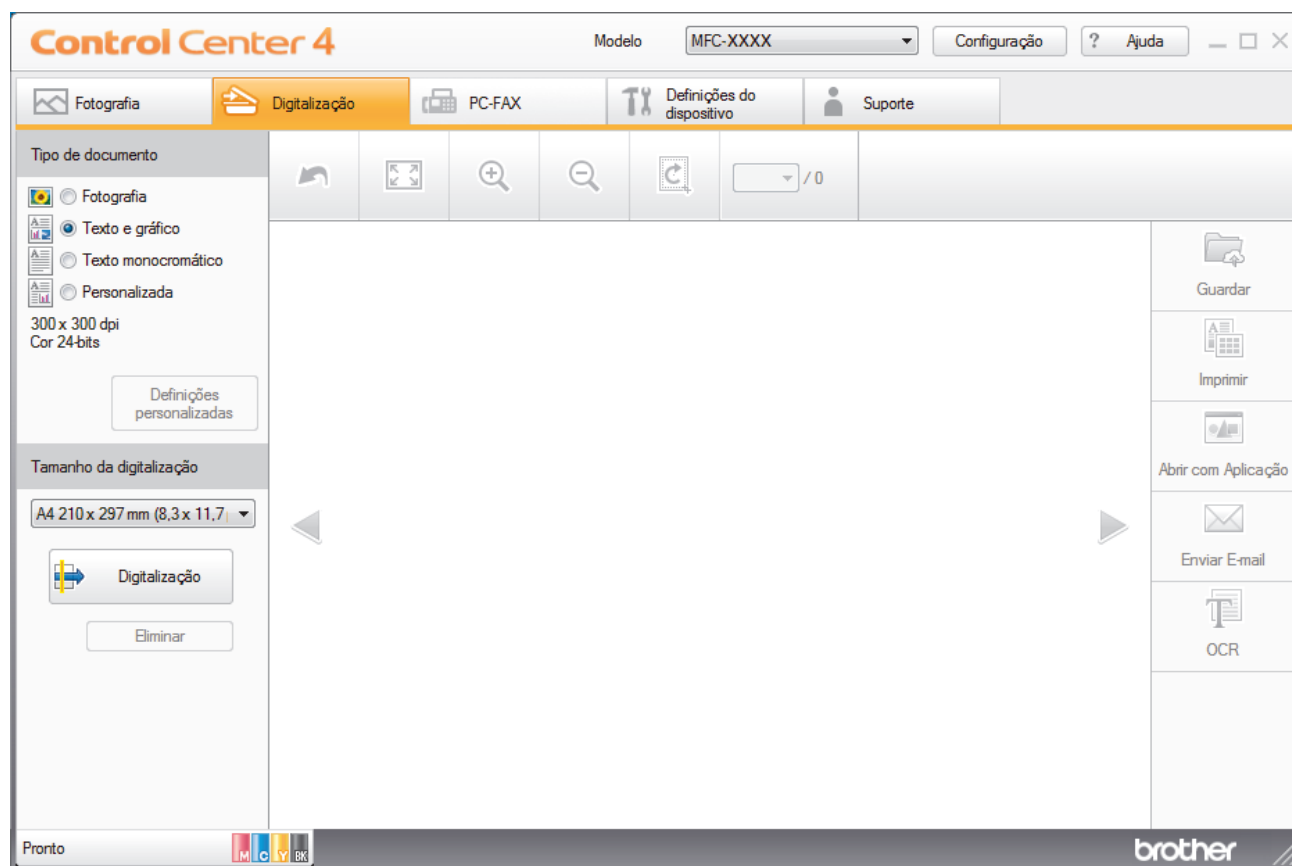 Control Center 4
Modelo
MFC-XXXX
Configuração
? Ajuda
Fotografia
Digitalização
PC-FAX
Definições do
dispositivo
Suporte
Tipo de documento
/ 0
Fotografia
Texto e gráfico
Texto monocromático
Personalizada
300 x 300 dpi
Cor 24-bits
Definições
personalizadas
Tamanho da digitalização
A4 210 x 297 mm (8,3 x 11,7
Digitalização
Eliminar
Guardar
Imprimir
Abrir com Aplicação
Enviar E-mail
OCR
Pronto
M C Y BK
brother